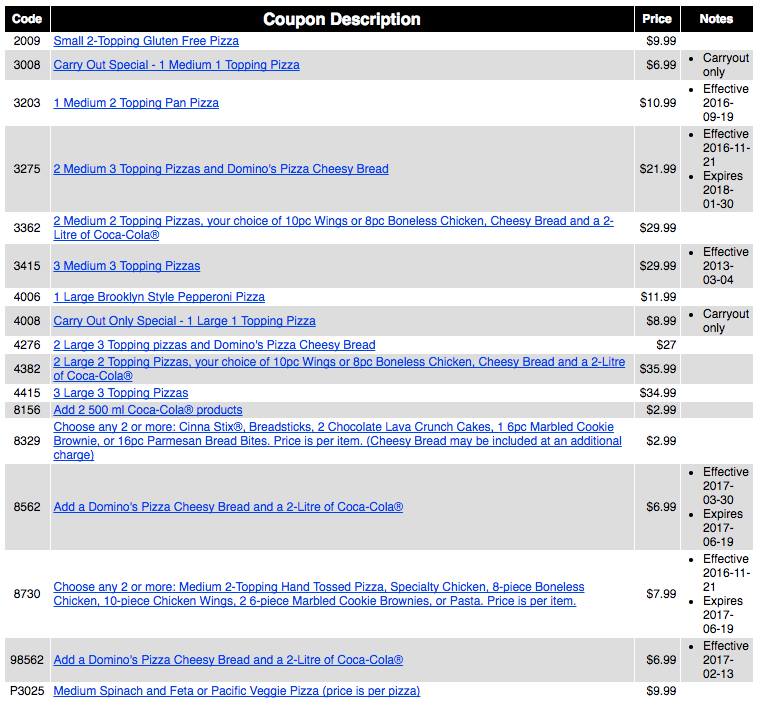 Code Coupon Description Price Notes
2009 Small 2-Topping Gluten Free Pizza $9.99
3008 Carry Out Special - 1 Medium 1 Topping Pizza $6.99 • Carryout
only
3203 1 Medium 2 Topping Pan Pizza $10.99 • Effective
2016-
09-19
3275 2 Medium 3 Topping Pizzas and Domino's Pizza Cheesy Bread $21.99 • Effective
2016-11-
21
• Expires
2018-
01-30
3362 2 Medium 2 Topping Pizzas, your choice of 10pc Wings or 8pc Boneless Chicken, Cheesy Bread and a 2-
Litre of Coca-Cola® $29.99
3415 3 Medium 3 Topping Pizzas $29.99 • Effective
2013-
03-04
4006 1 Large Brooklyn Style Pepperoni Pizza $11.99
4008 Carry Out Only Special - 1 Large 1 Topping Pizza $8.99 • Carryout
only
4276 2 Large 3 Topping pizzas and Domino's Pizza Cheesy Bread $27
4382 2 Large 2 Topping Pizzas, your choice of 10pc Wings or 8pc Boneless Chicken, Cheesy Bread and a 2-Litre
of Coca-Cola® $35.99
4415 3 Large 3 Topping Pizzas $34.99
8156 Add 2 500 ml Coca-Cola® products $2.99
8329 Choose any 2 or more: Cinna Stix®, Breadsticks, 2 Chocolate Lava Crunch Cakes, 1 6pc Marbled Cookie
Brownie, or 16pc Parmesan Bread Bites. Price is per item. (Cheesy Bread may be included at an additional
charge) $2.99
8562 Add a Domino's Pizza Cheesy Bread and a 2-Litre of Coca-Cola® $6.99 • Effective
2017-
03-30
• Expires
2017-
06-19
8730 Choose any 2 or more: Medium 2-Topping Hand Tossed Pizza, Specialty Chicken, 8-piece Boneless
Chicken, 10-piece Chicken Wings, 2 6-piece Marbled Cookie Brownies, or Pasta. Price is per item. $7.99 • Effective
2016-11-
21
• Expires
2017-
06-19
98562 Add a Domino's Pizza Cheesy Bread and a 2-Litre of Coca-Cola® $6.99 • Effective
2017-
02-13
P3025 Medium Spinach and Feta or Pacific Veggie Pizza (price is per pizza) $9.99